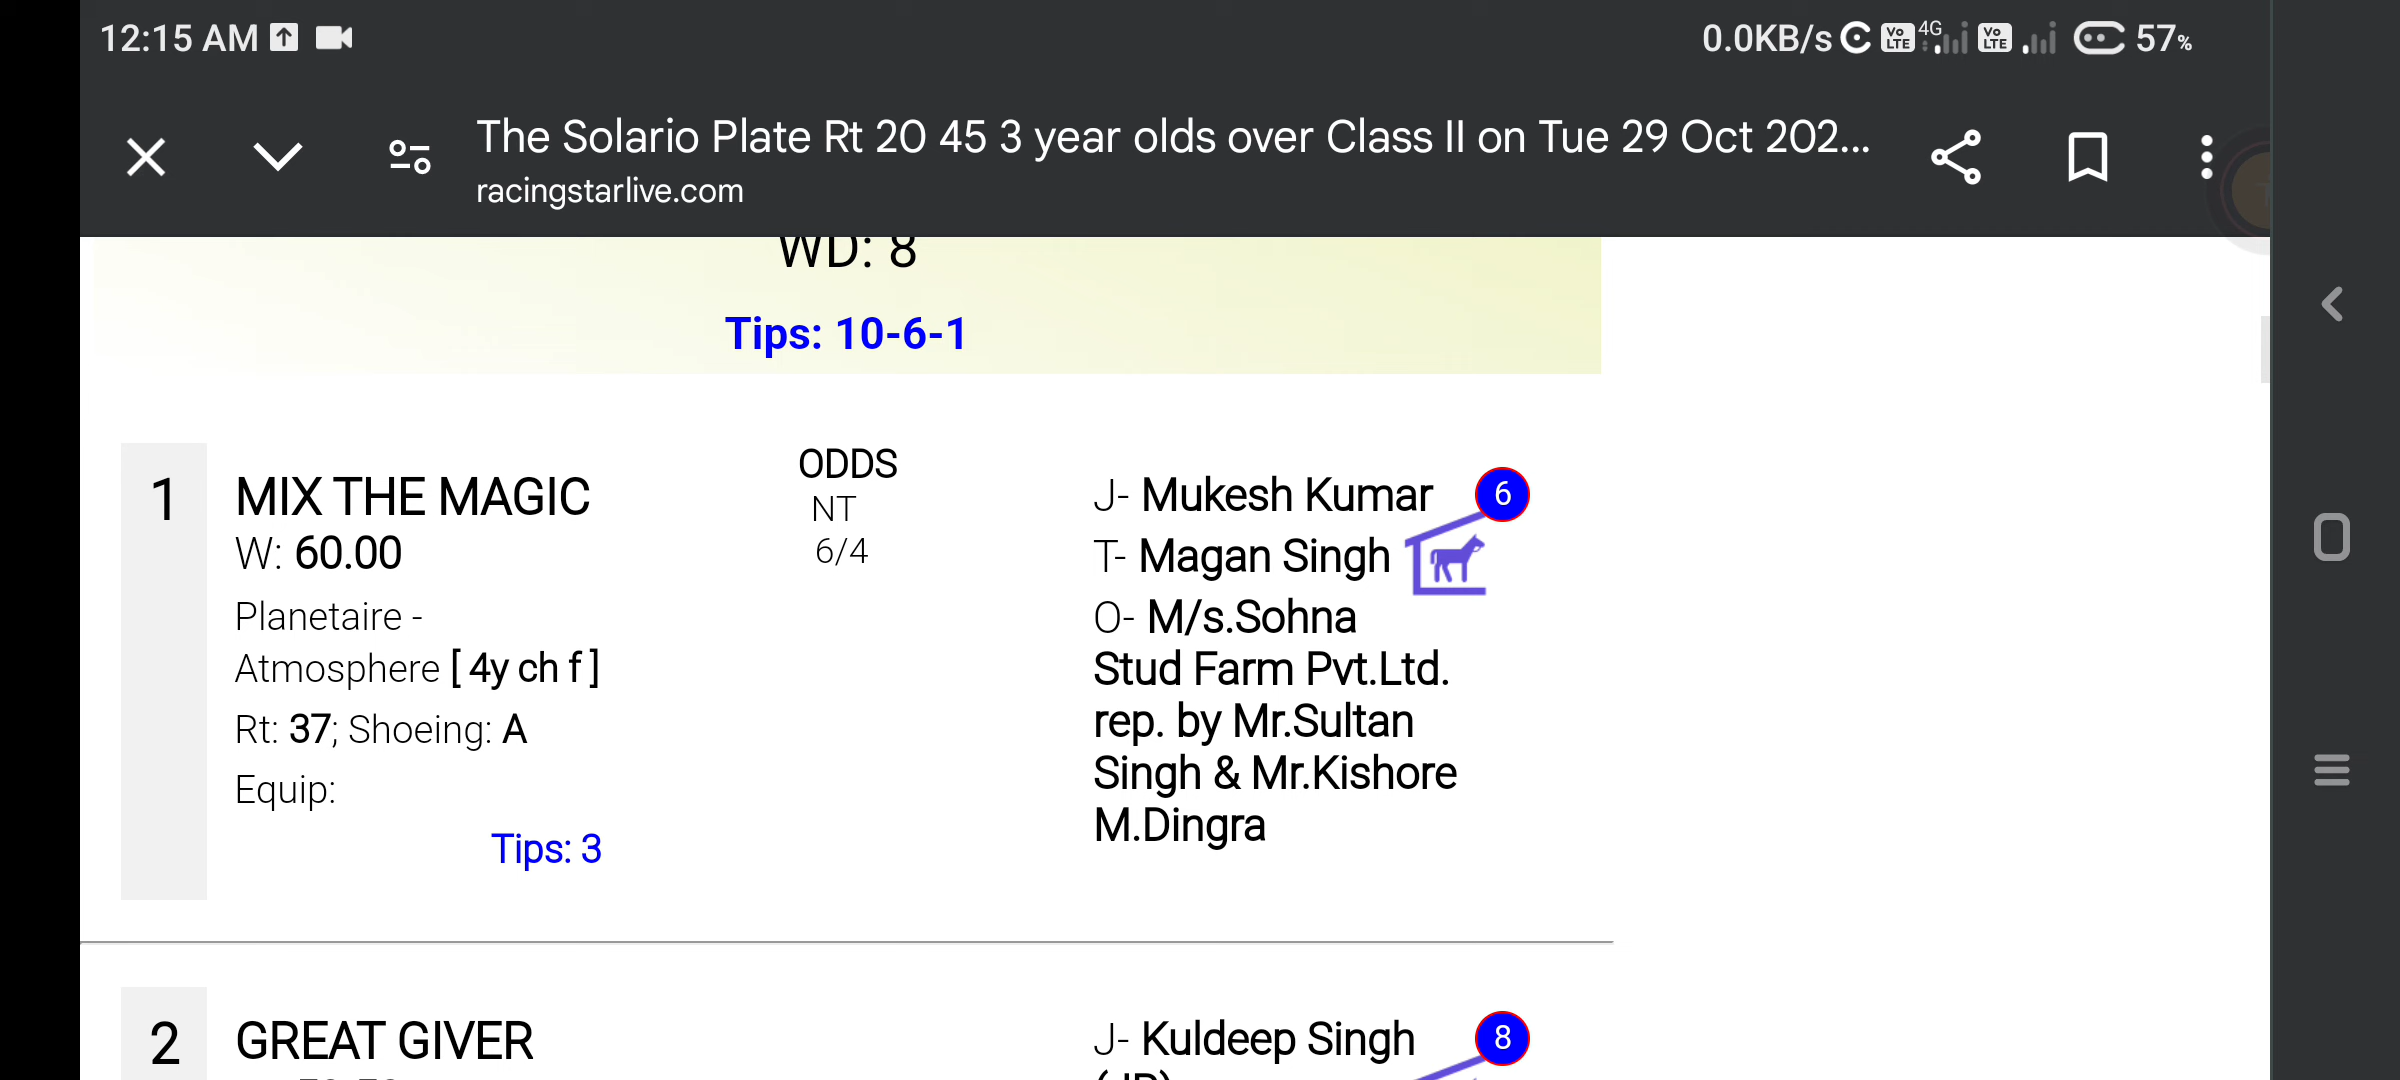 12:15 AM
0.0KB/s Vo LTE 4G Vo LTE 57%
The Solario Plate Rt 20 45 3 year olds over Class II on Tue 29 Oct 202...
racingstarlive.com
WD: 8
Tips: 10-6-1
1
MIX THE MAGIC
W: 60.00
Planetaire -
Atmosphere [ 4y ch f ]
Rt: 37; Shoeing: A
Equip:
Tips: 3
ODDS
NT
6/4
J- Mukesh Kumar 6
T- Magan Singh
O- M/s.Sohna
Stud Farm Pvt.Ltd.
rep. by Mr.Sultan
Singh & Mr.Kishore
M.Dingra
2
GREAT GIVER
J- Kuldeep Singh 8